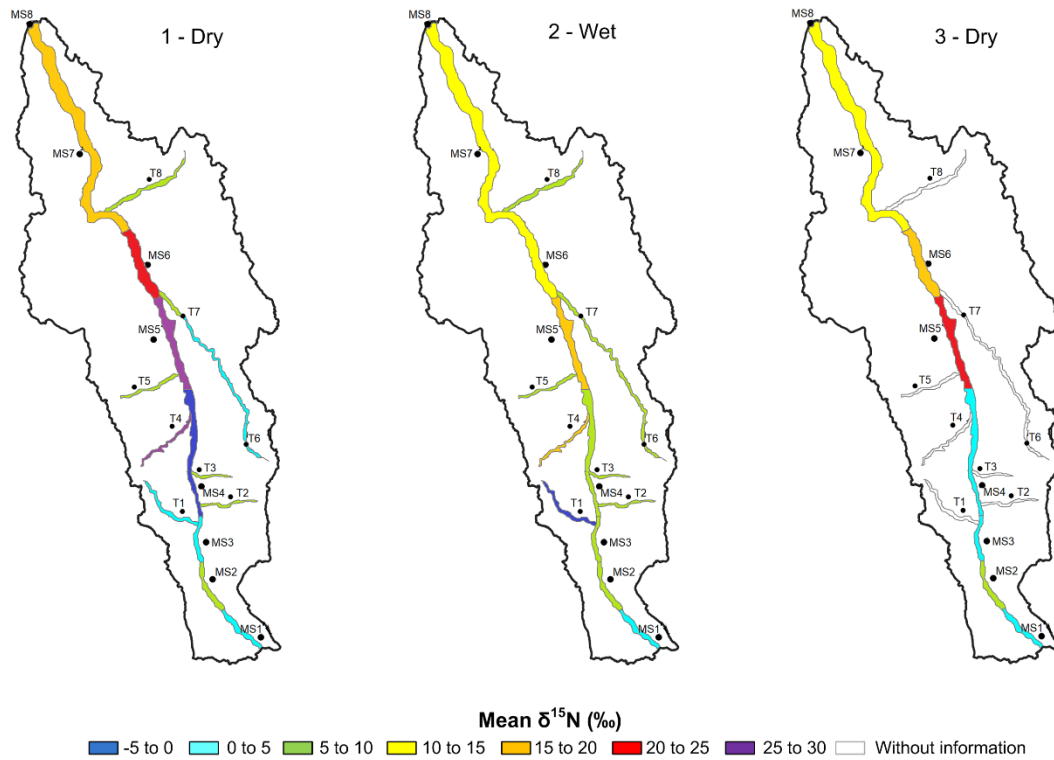 1 - Dry
MS8
MS7
T8
MS6
T7
MS5
T5
T4
T6
T3
MS4
T2
T1
MS3
MS2
MS1
2 - Wet
MS8
MS7
T8
MS6
T7
MS5
T5
T4
T6
T3
MS4
T2
T1
MS3
MS2
MS1
3 - Dry
MS8
MS7
T8
MS6
T7
MS5
T5
T4
T6
T3
MS4
T2
T1
MS3
MS2
MS1
Mean δ¹⁵N (‰)
-5 to 0 0 to 5 5 to 10 10 to 15 15 to 20 20 to 25 25 to 30 Without information